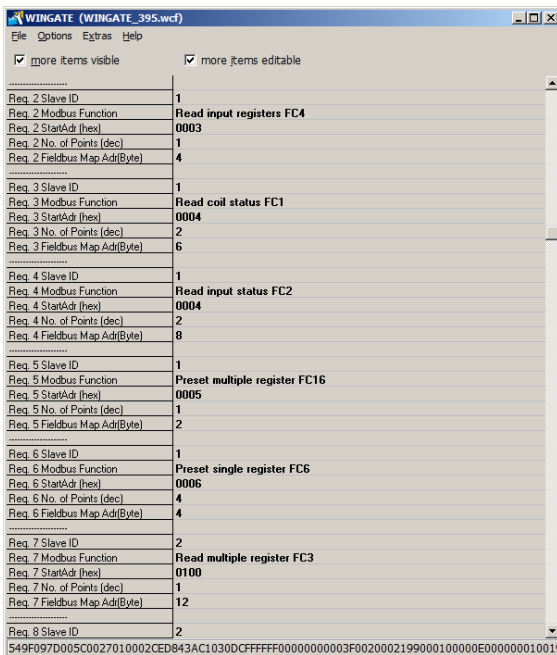 WINGATE (WINGATE_395.wcf)
File Options Extras Help
more items visible more items editable
--------------------
Req. 2 Slave ID 1
Req. 2 Modbus Function Read input registers FC4
Req. 2 StartAdr (hex) 0003
Req. 2 No. of Points (dec) 1
Req. 2 Fieldbus Map Adr(Byte) 4
--------------------
Req. 3 Slave ID 1
Req. 3 Modbus Function Read coil status FC1
Req. 3 StartAdr (hex) 0004
Req. 3 No. of Points (dec) 2
Req. 3 Fieldbus Map Adr(Byte) 6
--------------------
Req. 4 Slave ID 1
Req. 4 Modbus Function Read input status FC2
Req. 4 StartAdr (hex) 0004
Req. 4 No. of Points (dec) 2
Req. 4 Fieldbus Map Adr(Byte) 8
--------------------
Req. 5 Slave ID 1
Req. 5 Modbus Function Preset multiple register FC16
Req. 5 StartAdr (hex) 0005
Req. 5 No. of Points (dec) 1
Req. 5 Fieldbus Map Adr(Byte) 2
--------------------
Req. 6 Slave ID 1
Req. 6 Modbus Function Preset single register FC6
Req. 6 StartAdr (hex) 0006
Req. 6 No. of Points (dec) 4
Req. 6 Fieldbus Map Adr(Byte) 4
--------------------
Req. 7 Slave ID 2
Req. 7 Modbus Function Read multiple register FC3
Req. 7 StartAdr (hex) 0100
Req. 7 No. of Points (dec) 1
Req. 7 Fieldbus Map Adr(Byte) 12
--------------------
Req. 8 Slave ID 2
549F097D005C0027010002CED843AC1030DCFFFFFF00000000003F0020002199000100000E00000010019